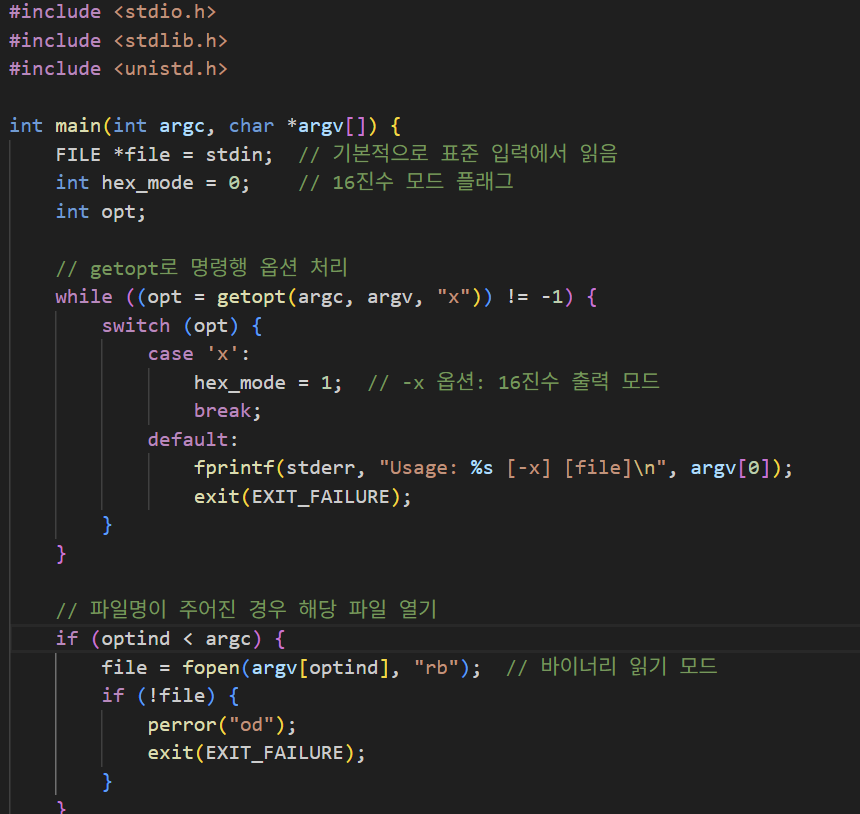 #include <stdio.h>
#include <stdlib.h>
#include <unistd.h>
int main(int argc, char *argv[]) {
FILE *file = stdin;  // 기본적으로 표준 입력에서 읽음
int hex_mode = 0;    // 16진수 모드 플래그
int opt;
// getopt로 명령행 옵션 처리
while ((opt = getopt(argc, argv, "x")) != -1) {
switch (opt) {
case 'x':
hex_mode = 1;  // -x 옵션: 16진수 출력 모드
break;
default:
fprintf(stderr, "Usage: %s [-x] [file]\n", argv[0]);
exit(EXIT_FAILURE);
}
}
// 파일명이 주어진 경우 해당 파일 열기
if (optind < argc) {
file = fopen(argv[optind], "rb");  // 바이너리 읽기 모드
if (!file) {
perror("od");
exit(EXIT_FAILURE);
}
}